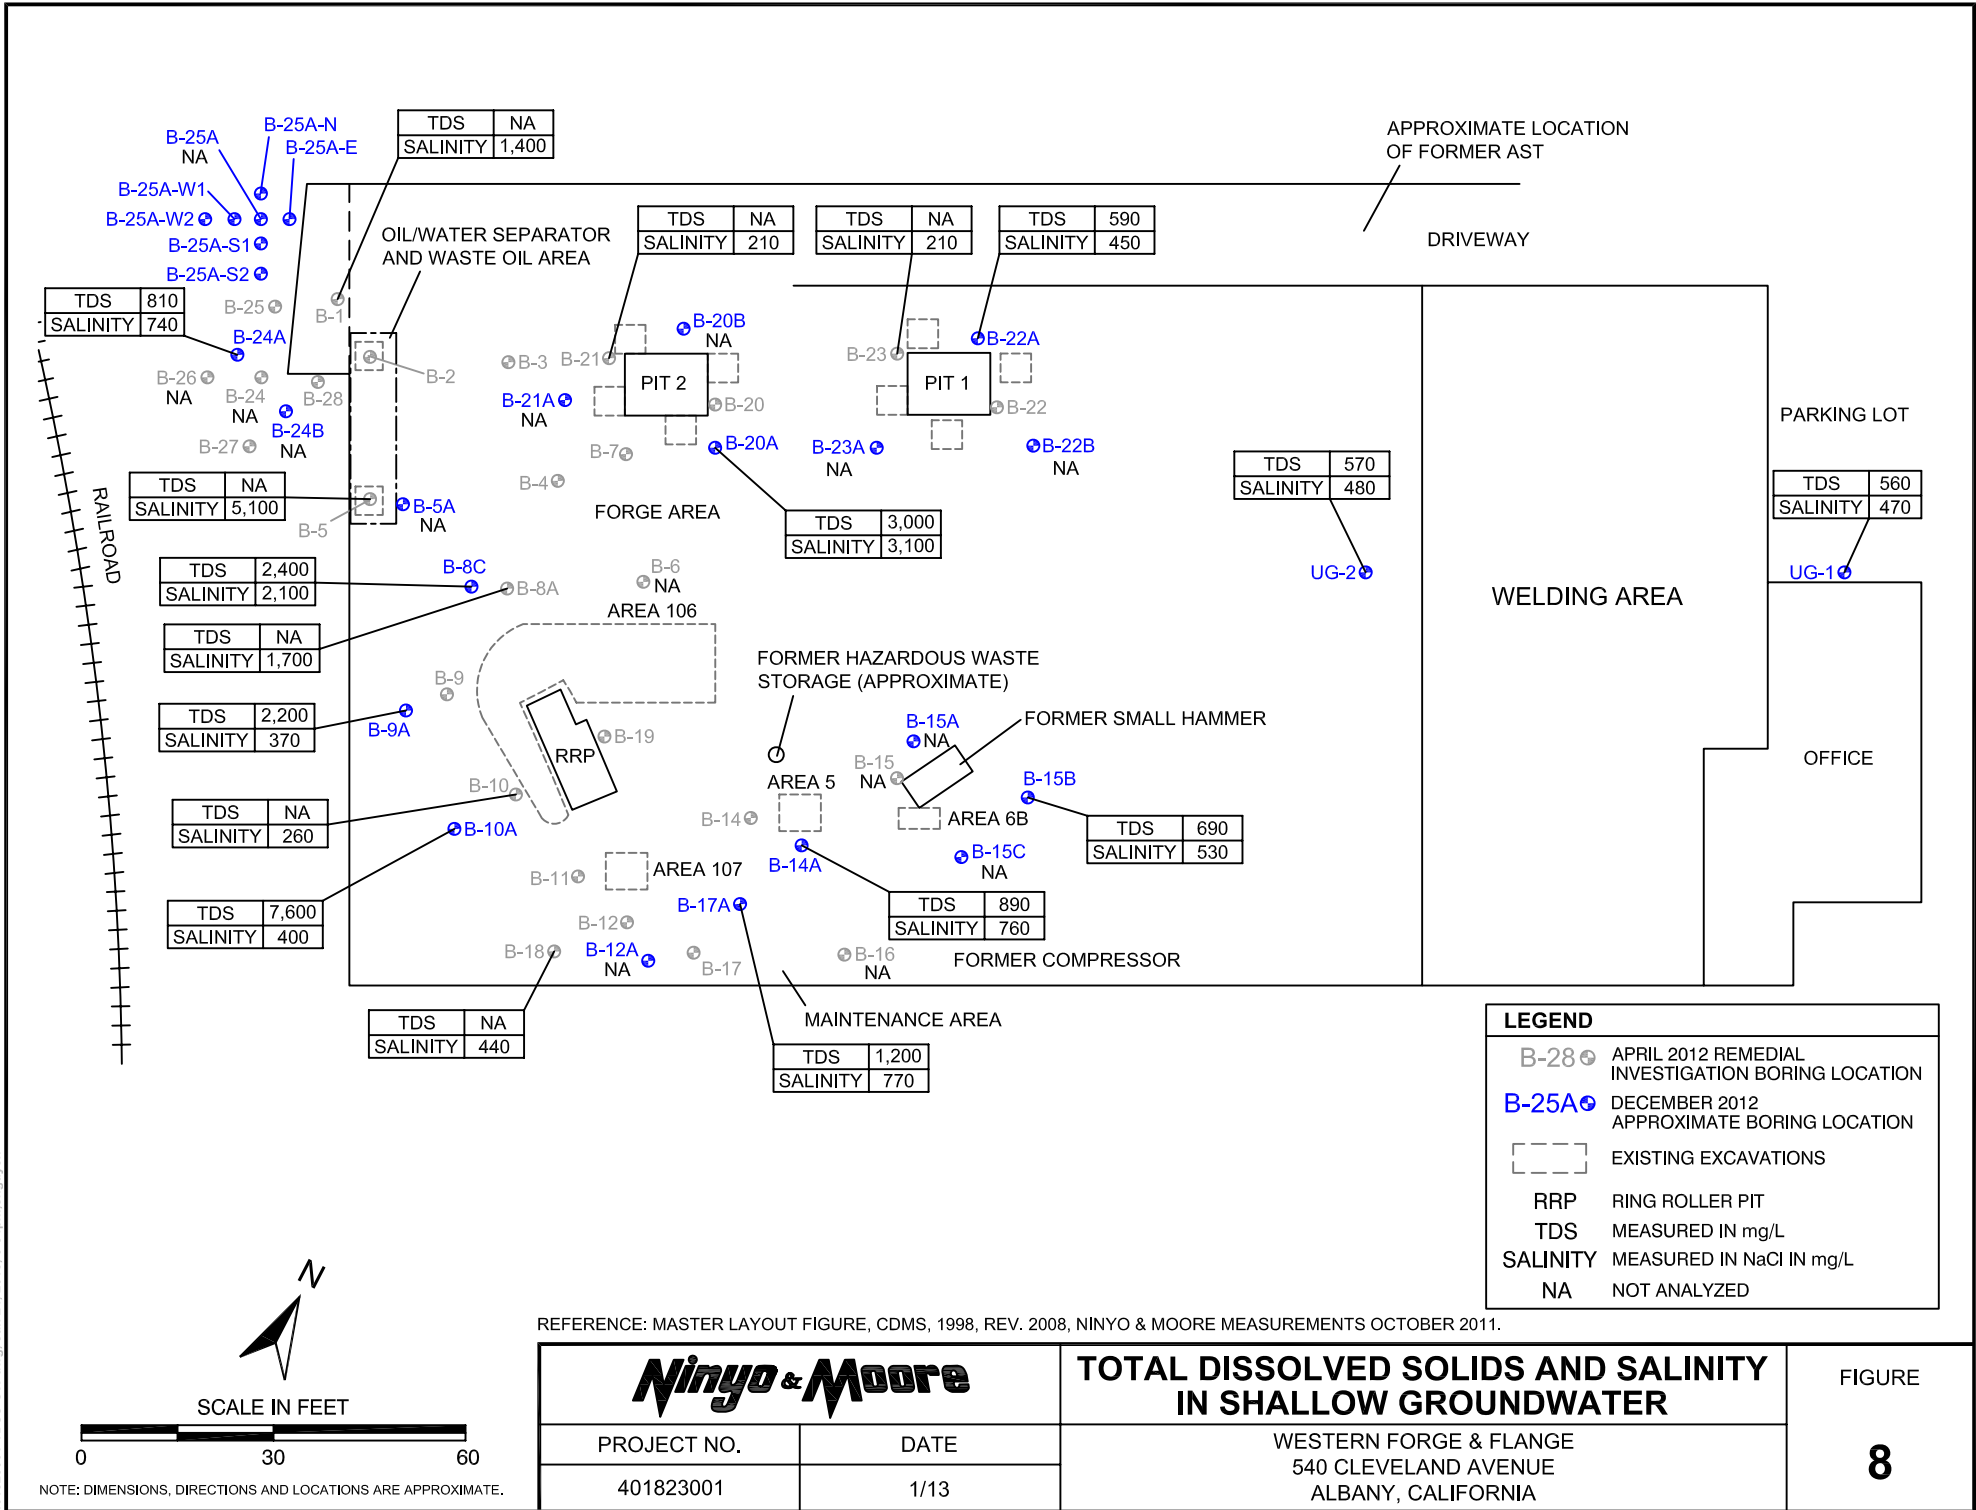 B-25A-N
B-25A
NA
B-25A-E
TDS NA
SALINITY 1,400
APPROXIMATE LOCATION
OF FORMER AST
B-25A-W1
B-25A-W2
B-25A-S1
B-25A-S2
OIL/WATER SEPARATOR
AND WASTE OIL AREA
TDS NA
SALINITY 210
TDS NA
SALINITY 210
TDS 590
SALINITY 450
DRIVEWAY
TDS 810
SALINITY 740
B-25
B-1
B-24A
B-20B
NA
B-22A
B-26
NA
B-24
NA
B-28
B-2
B-3
B-21
PIT 2
B-23
PIT 1
B-21A
NA
B-20
B-22
B-24B
NA
B-27
B-7
B-20A
B-23A
NA
B-22B
NA
PARKING LOT
TDS NA
SALINITY 5,100
B-4
TDS 570
SALINITY 480
TDS 560
SALINITY 470
B-5
B-5A
NA
FORGE AREA
TDS 3,000
SALINITY 3,100
RAILROAD
TDS 2,400
SALINITY 2,100
B-8C
B-8A
B-6
NA
AREA 106
UG-2
WELDING AREA
UG-1
TDS NA
SALINITY 1,700
FORMER HAZARDOUS WASTE
STORAGE (APPROXIMATE)
B-9
TDS 2,200
SALINITY 370
B-9A
B-19
RRP
B-15A
NA
FORMER SMALL HAMMER
B-15
NA
AREA 5
B-15B
OFFICE
B-10
TDS NA
SALINITY 260
B-10A
B-14
AREA 6B
TDS 690
SALINITY 530
B-14A
B-15C
NA
B-11
AREA 107
TDS 7,600
SALINITY 400
B-17A
TDS 890
SALINITY 760
B-12
B-18
B-12A
NA
B-17
B-16
NA
FORMER COMPRESSOR
TDS NA
SALINITY 440
MAINTENANCE AREA
TDS 1,200
SALINITY 770
LEGEND
B-28 APRIL 2012 REMEDIAL
INVESTIGATION BORING LOCATION
B-25A DECEMBER 2012
APPROXIMATE BORING LOCATION
EXISTING EXCAVATIONS
RRP RING ROLLER PIT
TDS MEASURED IN mg/L
SALINITY MEASURED IN NaCl IN mg/L
NA NOT ANALYZED
N
SCALE IN FEET
0 30 60
NOTE: DIMENSIONS, DIRECTIONS AND LOCATIONS ARE APPROXIMATE.
REFERENCE: MASTER LAYOUT FIGURE, CDMS, 1998, REV. 2008, NINYO & MOORE MEASUREMENTS OCTOBER 2011.
Ninyo & Moore
PROJECT NO. DATE
401823001 1/13
TOTAL DISSOLVED SOLIDS AND SALINITY
IN SHALLOW GROUNDWATER
WESTERN FORGE & FLANGE
540 CLEVELAND AVENUE
ALBANY, CALIFORNIA
FIGURE
8